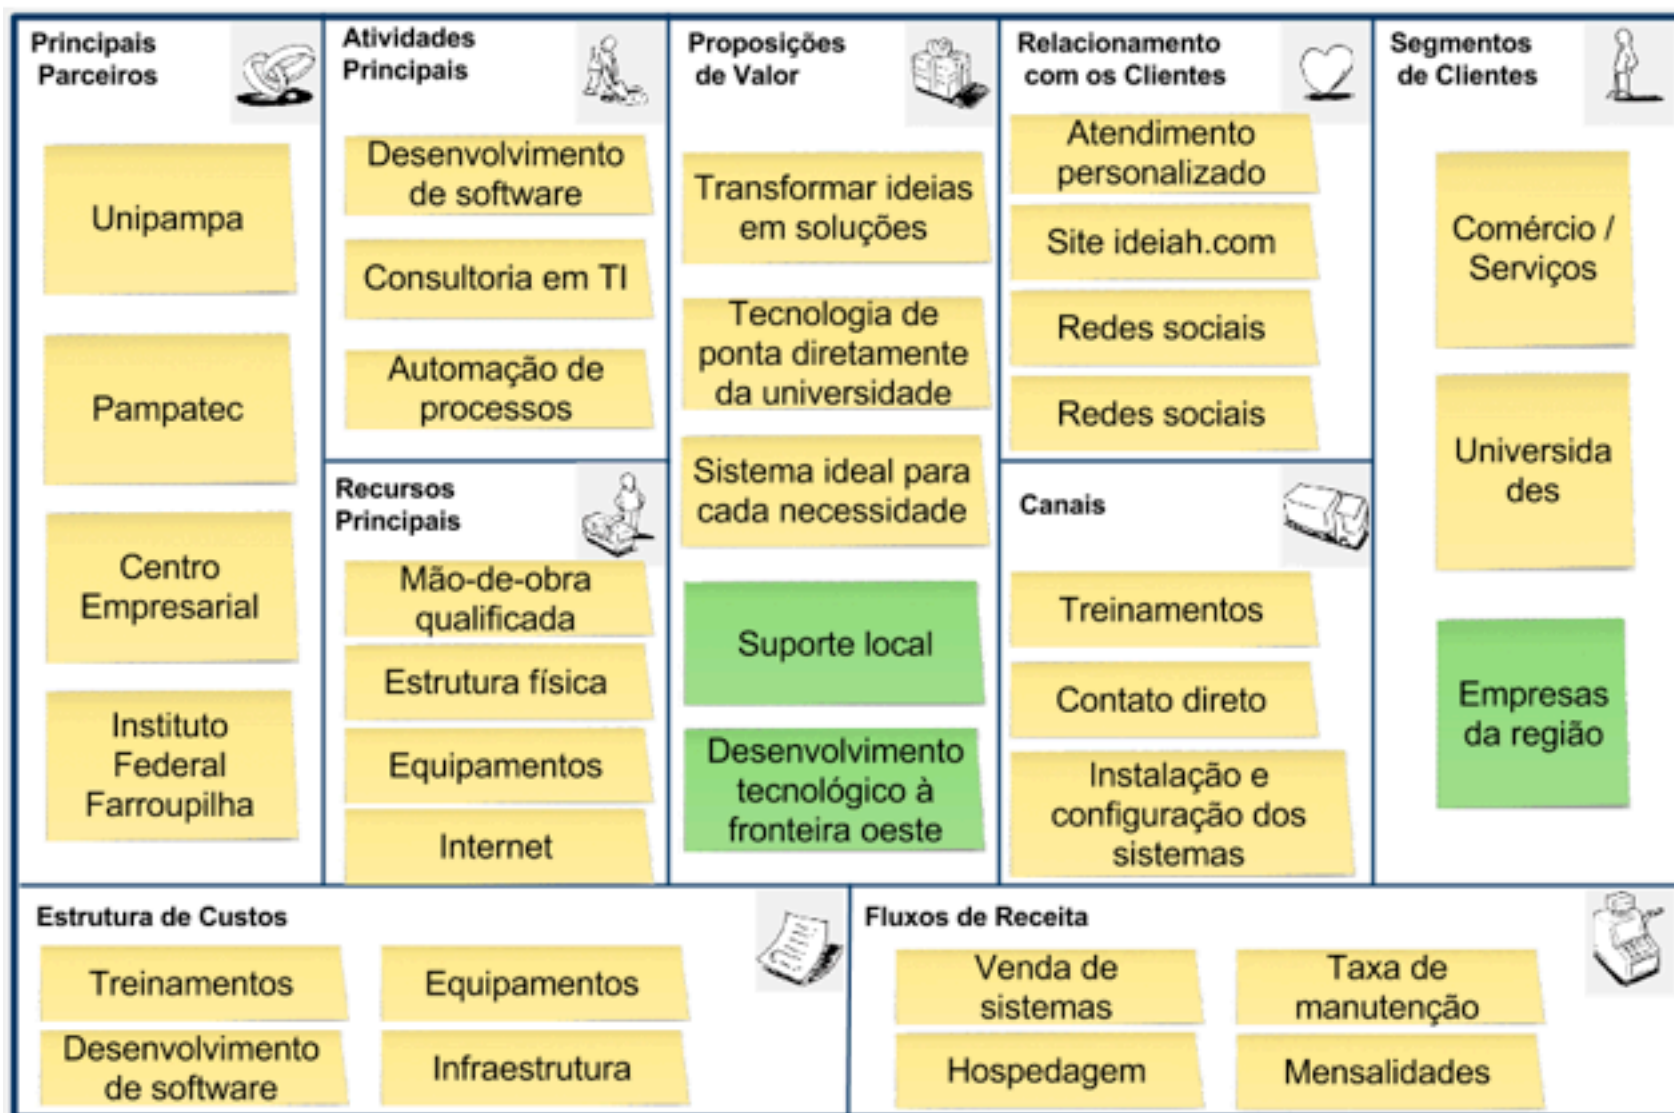 Principais
Parceiros
Unipampa
Pampatec
Centro
Empresarial
Instituto
Federal
Farroupilha
Atividades
Principais
Desenvolvimento
de software
Consultoria em TI
Automação de
processos
Recursos
Principais
Mão-de-obra
qualificada
Estrutura física
Equipamentos
Internet
Proposições
de Valor
Transformar ideias
em soluções
Tecnologia de
ponta diretamente
da universidade
Sistema ideal para
cada necessidade
Suporte local
Desenvolvimento
tecnológico à
fronteira oeste
Relacionamento
com os Clientes
Atendimento
personalizado
Site ideiah.com
Redes sociais
Redes sociais
Canais
Treinamentos
Contato direto
Instalação e
configuração dos
sistemas
Segmentos
de Clientes
Comércio /
Serviços
Universida
des
Empresas
da região
Estrutura de Custos
Treinamentos
Equipamentos
Desenvolvimento
de software
Infraestrutura
Fluxos de Receita
Venda de
sistemas
Taxa de
manutenção
Hospedagem
Mensalidades